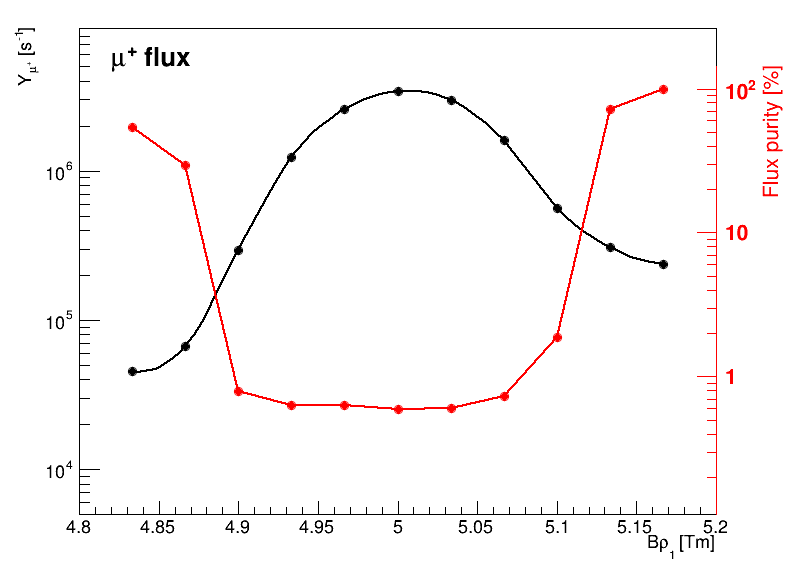 μ⁺ flux
Y_μ⁺ [s⁻¹]
10⁶
10⁵
10⁴
Flux purity [%]
10²
10
1
4.8 4.85 4.9 4.95 5 5.05 5.1 5.15 5.2
Bρ₁ [Tm]